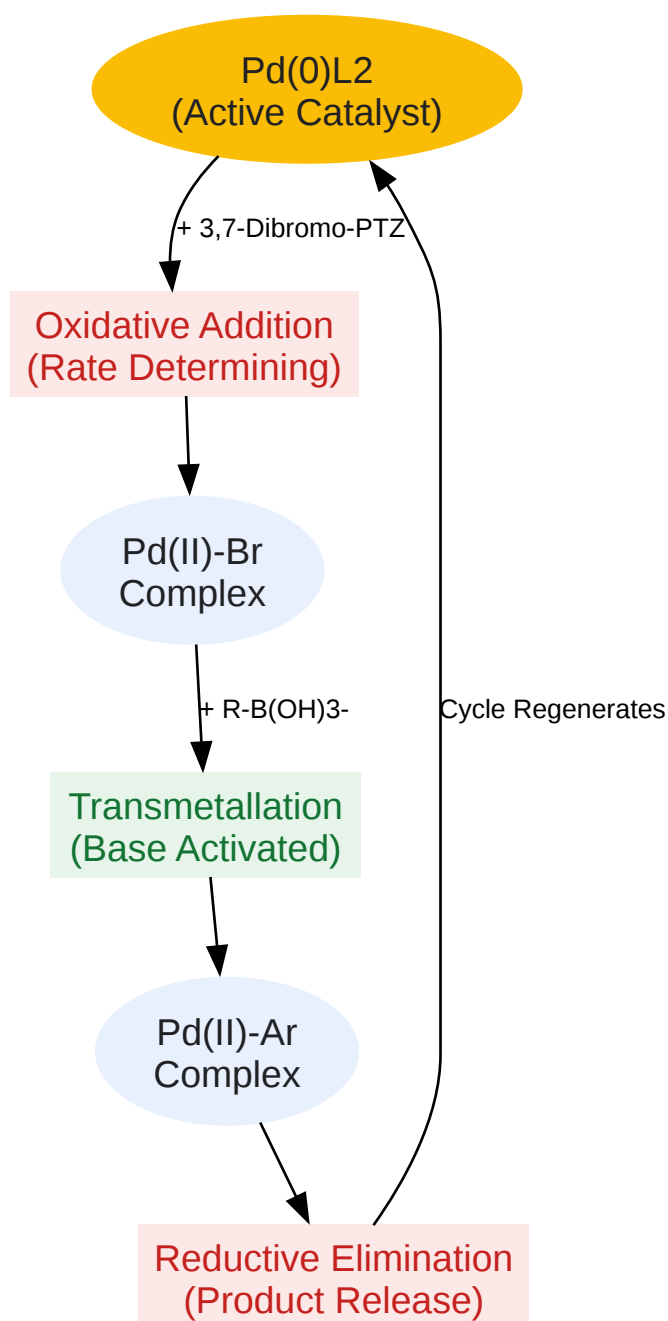 Pd(0)L2
(Active Catalyst)
+ 3,7-Dibromo-PTZ
Oxidative Addition
(Rate Determining)
Pd(II)-Br
Complex
+ R-B(OH)3-
Cycle Regenerates
Transmetallation
(Base Activated)
Pd(II)-Ar
Complex
Reductive Elimination
(Product Release)